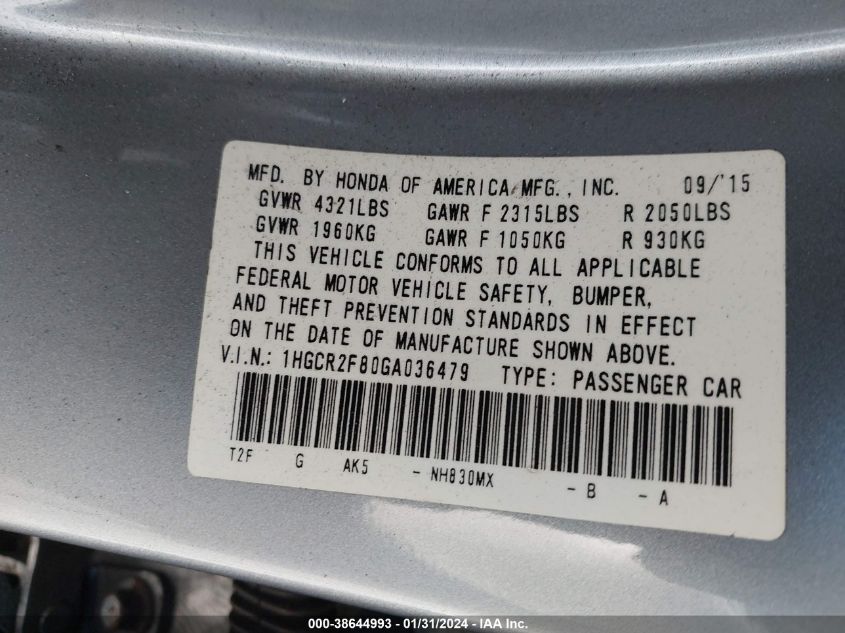 MFD. BY HONDA OF AMERICA MFG., INC. 09/'15
GVWR 4321LBS GAWR F 2315LBS R 2050LBS
GVWR 1960KG GAWR F 1050KG R 930KG
THIS VEHICLE CONFORMS TO ALL APPLICABLE
FEDERAL MOTOR VEHICLE SAFETY, BUMPER,
AND THEFT PREVENTION STANDARDS IN EFFECT
ON THE DATE OF MANUFACTURE SHOWN ABOVE.
V.I.N.: 1HGCR2F80GA036479 TYPE: PASSENGER CAR
T2F G AK5 - NH830MX - B - A
000-38644993 - 01/31/2024 - IAA Inc.